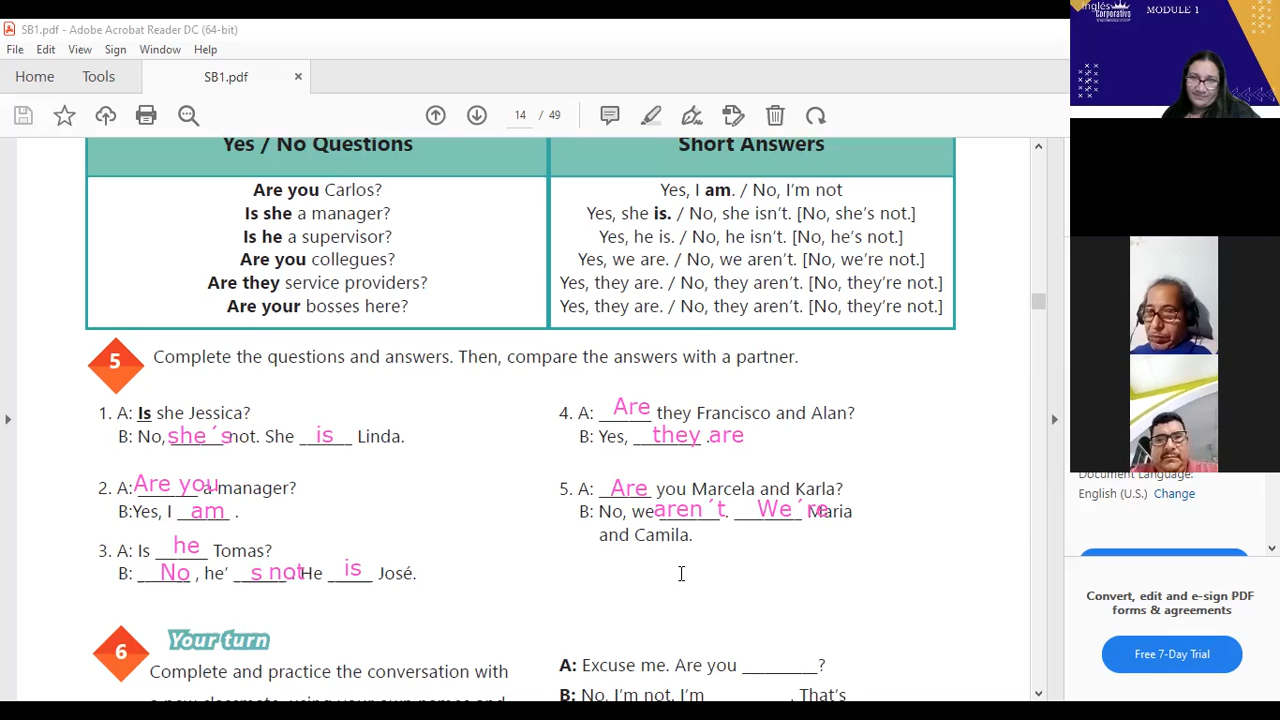 SB1.pdf - Adobe Acrobat Reader DC (64-bit)
File Edit View Sign Window Help
Home Tools SB1.pdf ×
14 / 49
Yes / No Questions Short Answers
Are you Carlos? Yes, I am. / No, I'm not
Is she a manager? Yes, she is. / No, she isn't. [No, she's not.]
Is he a supervisor? Yes, he is. / No, he isn't. [No, he's not.]
Are you collegues? Yes, we are. / No, we aren't. [No, we're not.]
Are they service providers? Yes, they are. / No, they aren't. [No, they're not.]
Are your bosses here? Yes, they are. / No, they aren't. [No, they're not.]
5 Complete the questions and answers. Then, compare the answers with a partner.
1. A: Is she Jessica?
B: No, she´s not. She is Linda.
2. A: Are you a manager?
B:Yes, I am .
3. A: Is he Tomas?
B: No , he' s not . He is José.
4. A: Are they Francisco and Alan?
B: Yes, they are .
5. A: Are you Marcela and Karla?
B: No, we aren´t . We´re Maria
and Camila.
6 Your turn
Complete and practice the conversation with
A: Excuse me. Are you _________?
B: No, I'm not. I'm _________. That's
Inglés
corporativo
MODULE 1
Document Language:
English (U.S.) Change
Convert, edit and e-sign PDF
forms & agreements
Free 7-Day Trial